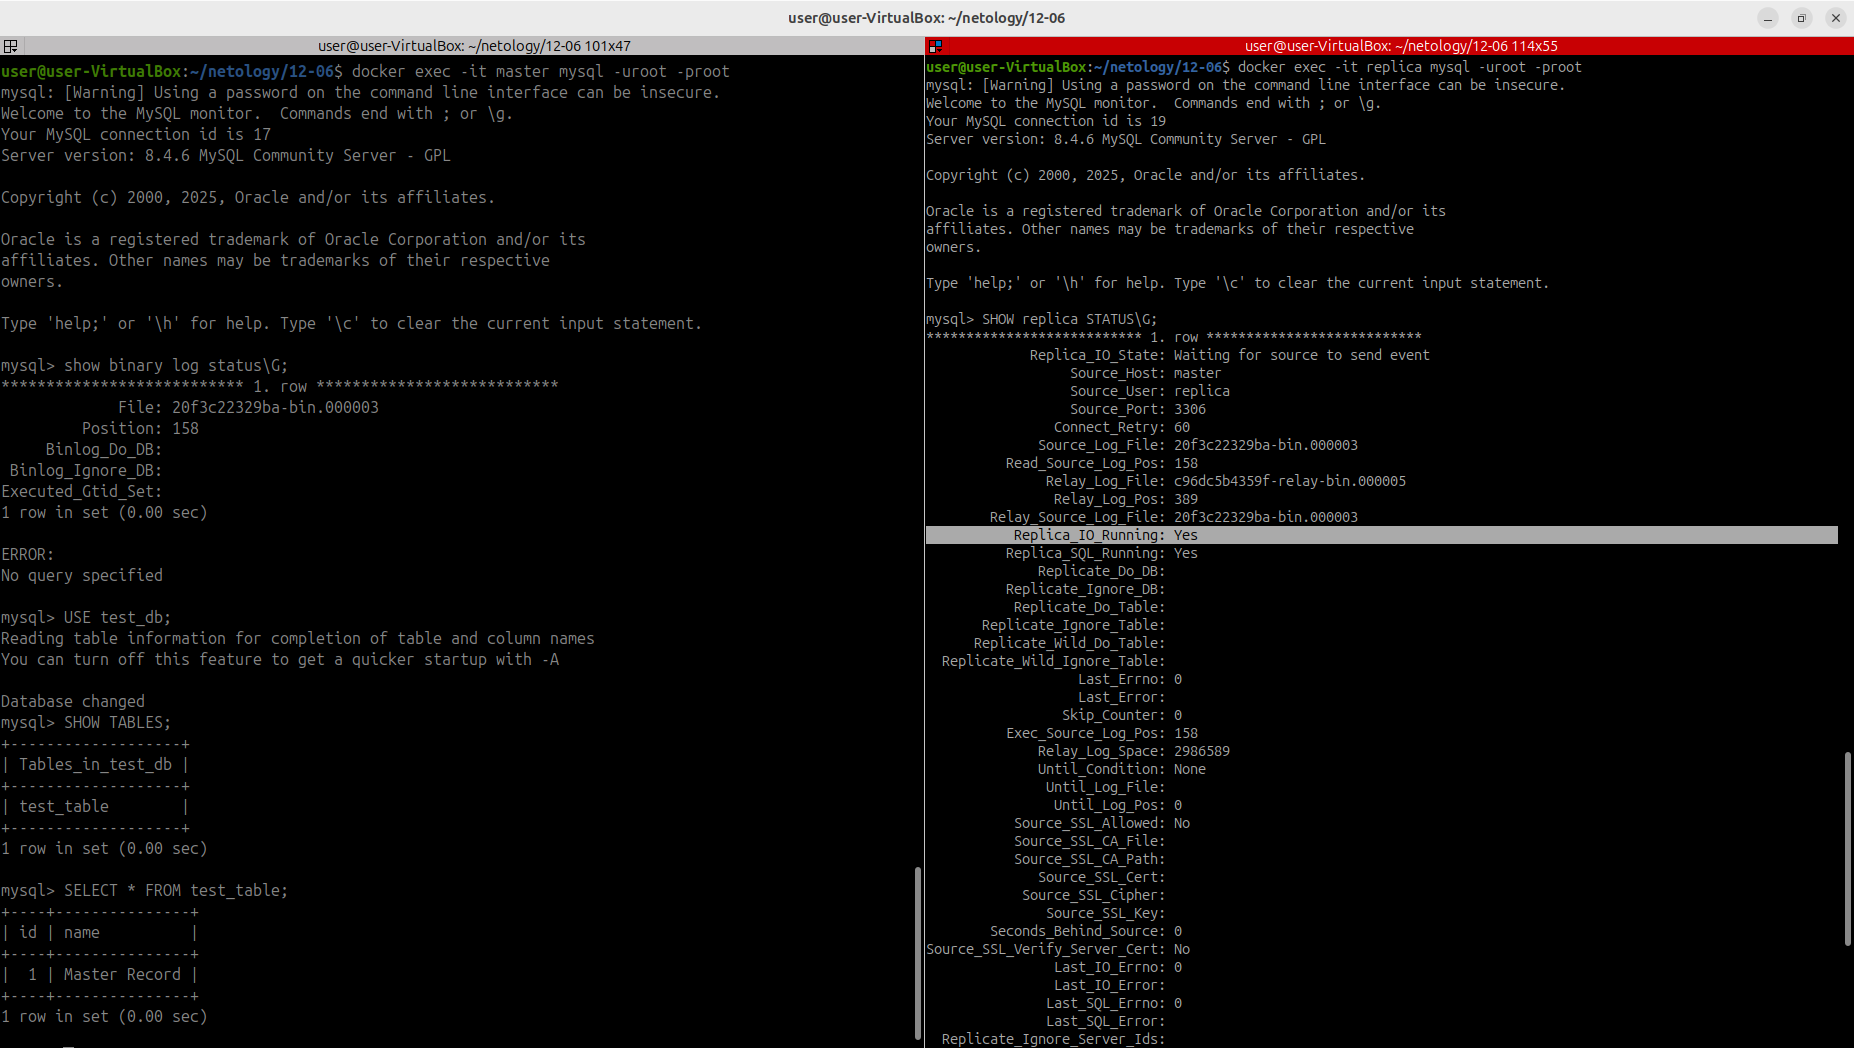 user@user-VirtualBox: ~/netology/12-06
user@user-VirtualBox: ~/netology/12-06 101x47
user@user-VirtualBox:~/netology/12-06$ docker exec -it master mysql -uroot -proot
mysql: [Warning] Using a password on the command line interface can be insecure.
Welcome to the MySQL monitor.  Commands end with ; or \g.
Your MySQL connection id is 17
Server version: 8.4.6 MySQL Community Server - GPL

Copyright (c) 2000, 2025, Oracle and/or its affiliates.

Oracle is a registered trademark of Oracle Corporation and/or its
affiliates. Other names may be trademarks of their respective
owners.

Type 'help;' or '\h' for help. Type '\c' to clear the current input statement.

mysql> show binary log status\G;
*************************** 1. row ***************************
             File: 20f3c22329ba-bin.000003
         Position: 158
     Binlog_Do_DB:
 Binlog_Ignore_DB:
Executed_Gtid_Set:
1 row in set (0.00 sec)

ERROR:
No query specified

mysql> USE test_db;
Reading table information for completion of table and column names
You can turn off this feature to get a quicker startup with -A

Database changed
mysql> SHOW TABLES;
+-------------------+
| Tables_in_test_db |
+-------------------+
| test_table        |
+-------------------+
1 row in set (0.00 sec)

mysql> SELECT * FROM test_table;
+----+---------------+
| id | name          |
+----+---------------+
|  1 | Master Record |
+----+---------------+
1 row in set (0.00 sec)

user@user-VirtualBox: ~/netology/12-06 114x55
user@user-VirtualBox:~/netology/12-06$ docker exec -it replica mysql -uroot -proot
mysql: [Warning] Using a password on the command line interface can be insecure.
Welcome to the MySQL monitor.  Commands end with ; or \g.
Your MySQL connection id is 19
Server version: 8.4.6 MySQL Community Server - GPL

Copyright (c) 2000, 2025, Oracle and/or its affiliates.

Oracle is a registered trademark of Oracle Corporation and/or its
affiliates. Other names may be trademarks of their respective
owners.

Type 'help;' or '\h' for help. Type '\c' to clear the current input statement.

mysql> SHOW replica STATUS\G;
*************************** 1. row ***************************
             Replica_IO_State: Waiting for source to send event
                  Source_Host: master
                  Source_User: replica
                  Source_Port: 3306
                Connect_Retry: 60
              Source_Log_File: 20f3c22329ba-bin.000003
          Read_Source_Log_Pos: 158
               Relay_Log_File: c96dc5b4359f-relay-bin.000005
                Relay_Log_Pos: 389
        Relay_Source_Log_File: 20f3c22329ba-bin.000003
           Replica_IO_Running: Yes
          Replica_SQL_Running: Yes
              Replicate_Do_DB:
          Replicate_Ignore_DB:
           Replicate_Do_Table:
       Replicate_Ignore_Table:
      Replicate_Wild_Do_Table:
  Replicate_Wild_Ignore_Table:
                   Last_Errno: 0
                   Last_Error:
                 Skip_Counter: 0
          Exec_Source_Log_Pos: 158
              Relay_Log_Space: 2986589
              Until_Condition: None
               Until_Log_File:
                Until_Log_Pos: 0
           Source_SSL_Allowed: No
           Source_SSL_CA_File:
           Source_SSL_CA_Path:
              Source_SSL_Cert:
            Source_SSL_Cipher:
               Source_SSL_Key:
        Seconds_Behind_Source: 0
Source_SSL_Verify_Server_Cert: No
                Last_IO_Errno: 0
                Last_IO_Error:
               Last_SQL_Errno: 0
               Last_SQL_Error:
  Replicate_Ignore_Server_Ids: